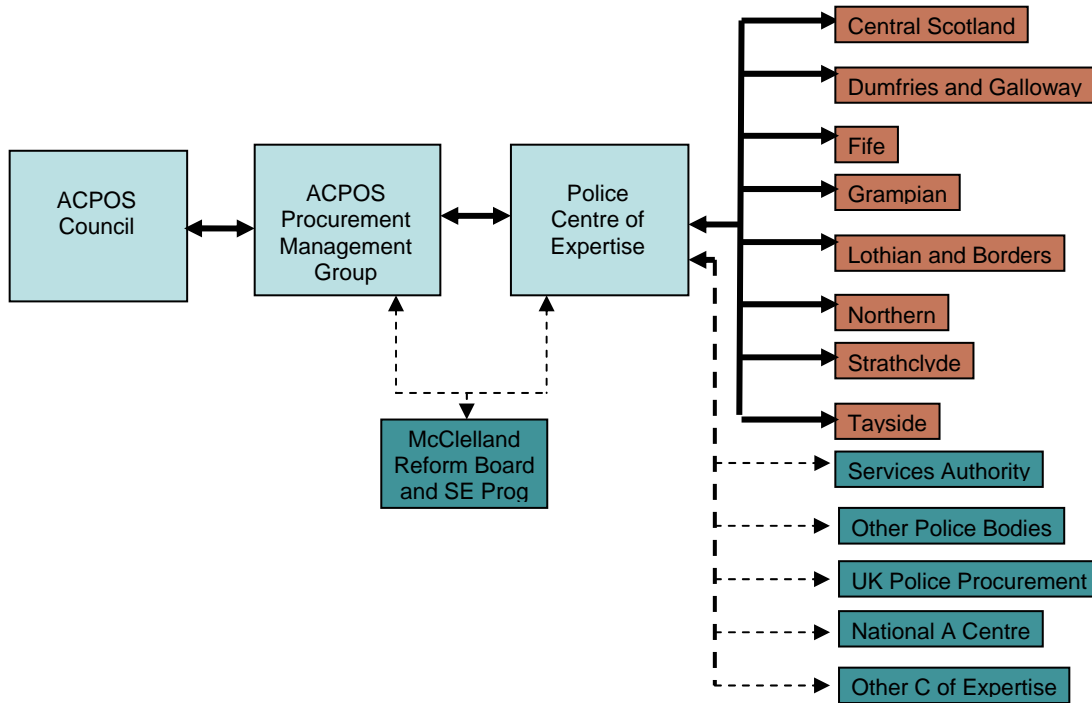 ACPOS
Council
ACPOS
Procurement
Management
Group
Police
Centre of
Expertise
McClelland
Reform Board
and SE Prog
Central Scotland
Dumfries and Galloway
Fife
Grampian
Lothian and Borders
Northern
Strathclyde
Tayside
Services Authority
Other Police Bodies
UK Police Procurement
National A Centre
Other C of Expertise